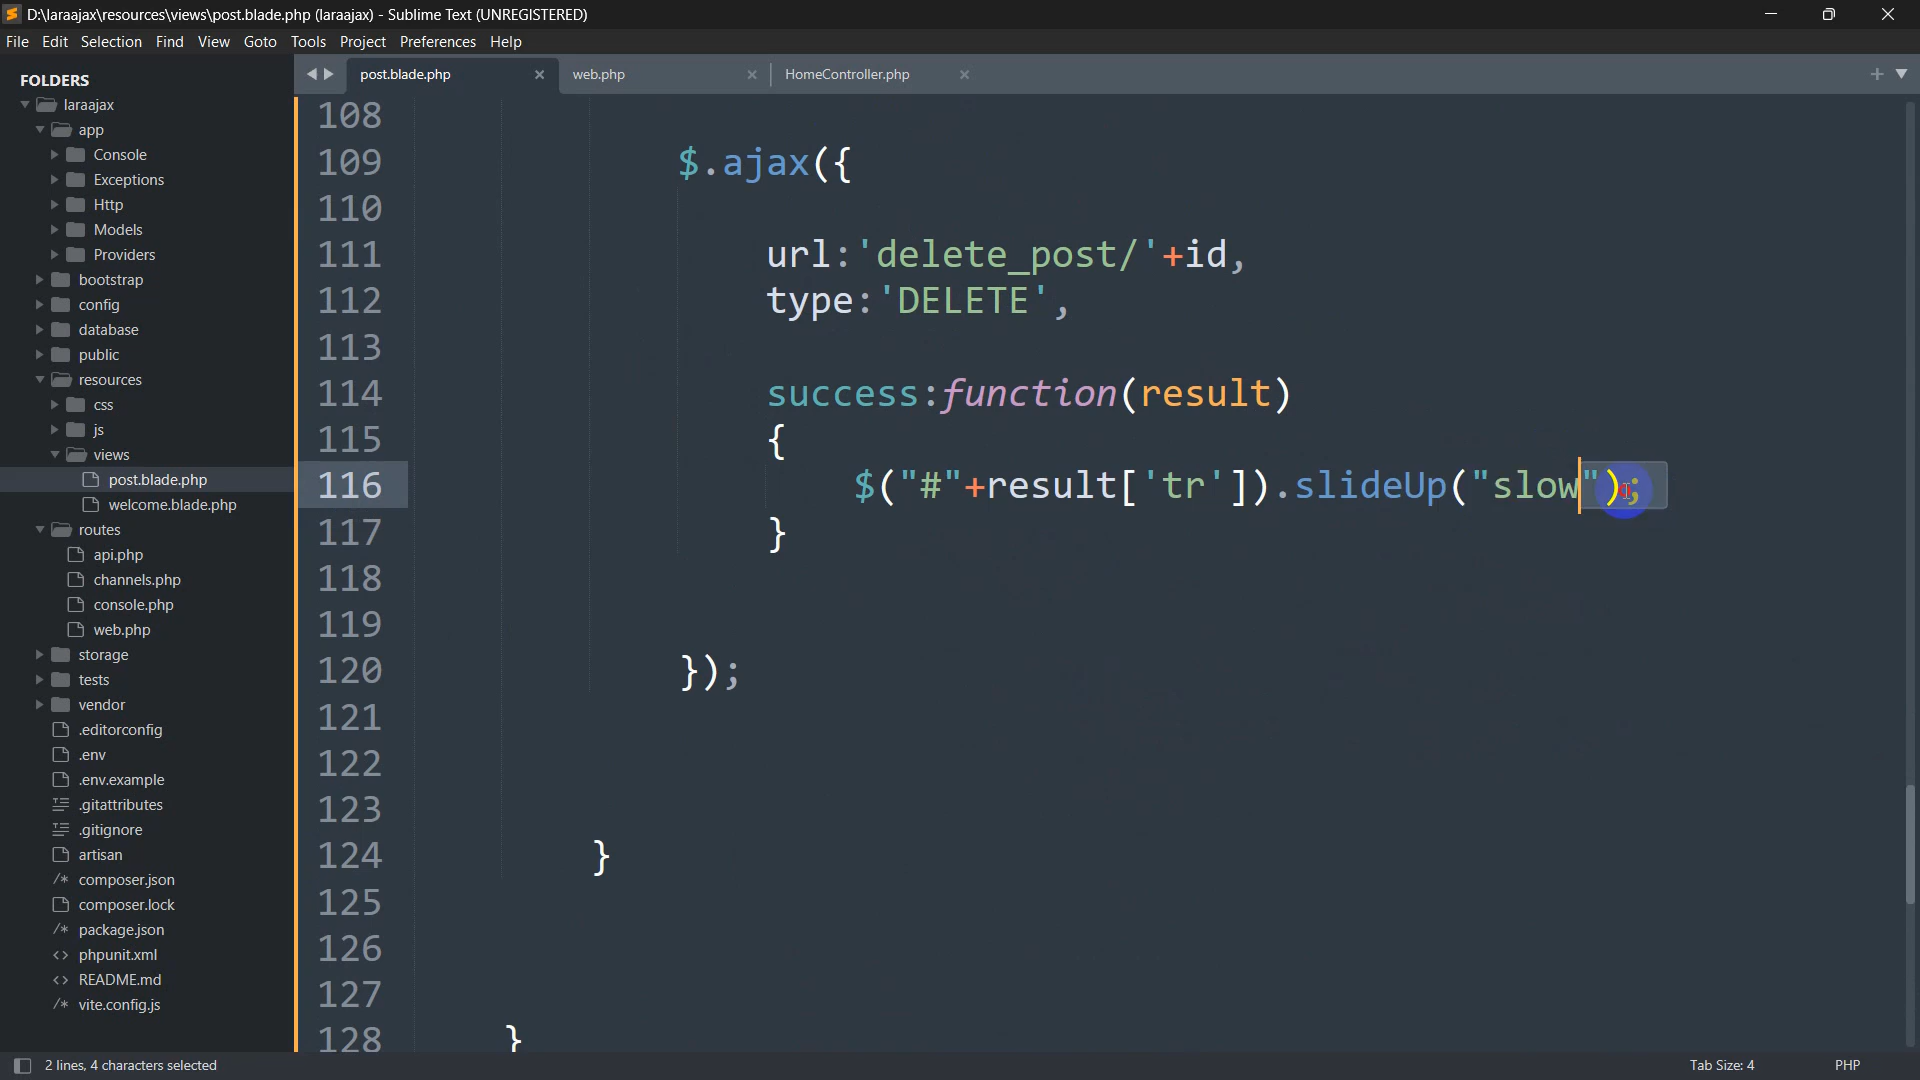 D:\laraajax\resources\views\post.blade.php (laraajax) - Sublime Text (UNREGISTERED)
File Edit Selection Find View Goto Tools Project Preferences Help
FOLDERS
laraajax
app
Console
Exceptions
Http
Models
Providers
bootstrap
config
database
public
resources
css
js
views
post.blade.php
welcome.blade.php
routes
api.php
channels.php
console.php
web.php
storage
tests
vendor
.editorconfig
.env
.env.example
.gitattributes
.gitignore
artisan
/* composer.json
composer.lock
/* package.json
<> phpunit.xml
<> README.md
/* vite.config.js
post.blade.php × web.php × HomeController.php ×
108
109 $.ajax({
110
111 url:'delete_post/'+id,
112 type:'DELETE',
113
114 success:function(result)
115 {
116 $("#"+result['tr']).slideUp("slow");
117 }
118
119
120 });
121
122
123
124 }
125
126
127
128 }
2 lines, 4 characters selected
Tab Size: 4 PHP